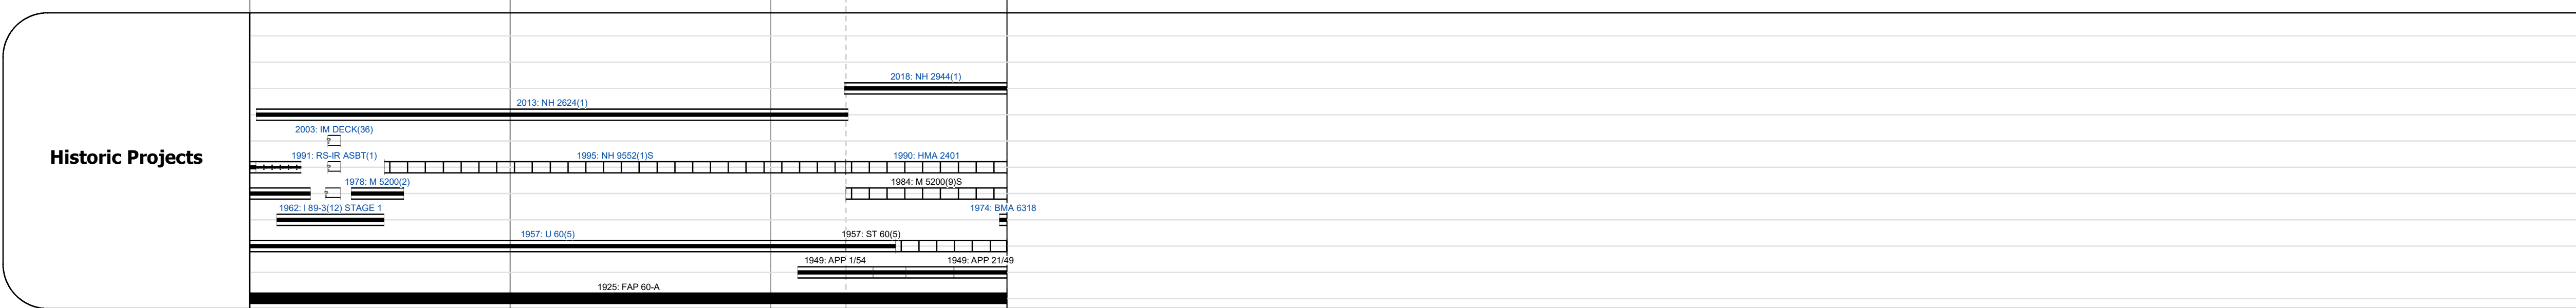 2018: NH 2944(1)
2013: NH 2624(1)
2003: IM DECK(36)
Historic Projects
1991: RS-IR ASBT(1) 1995: NH 9552(1)S 1990: HMA 2401
1978: M 5200(2) 1984: M 5200(9)S
1962: I 89-3(12) STAGE 1 1974: BMA 6318
1957: U 60(5) 1957: ST 60(5)
1949: APP 1/54 1949: APP 21/49
1925: FAP 60-A